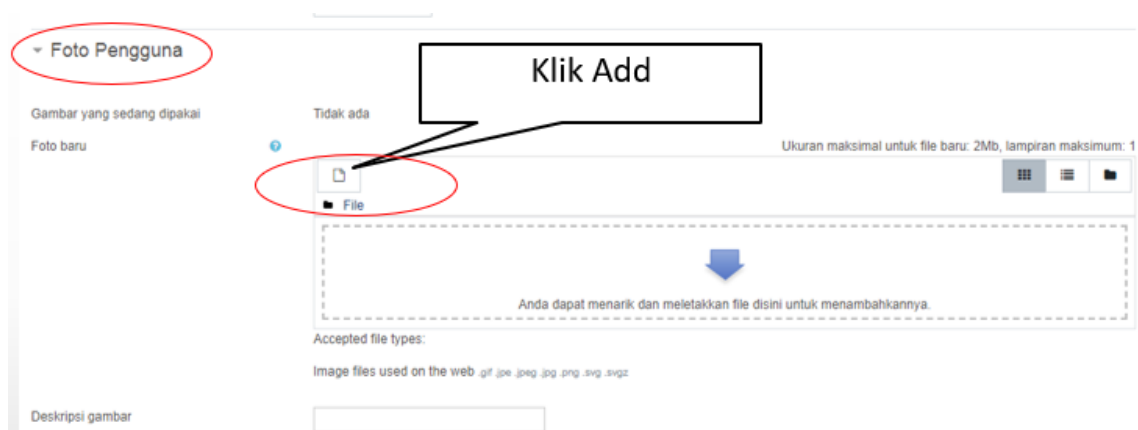 Foto Pengguna
Klik Add
Gambar yang sedang dipakai
Tidak ada
Foto baru
Ukuran maksimal untuk file baru: 2Mb, lampiran maksimum: 1
File
Anda dapat menarik dan meletakkan file disini untuk menambahkannya.
Accepted file types:
Image files used on the web .gif .jpe .jpeg .jpg .png .svg .svgz
Deskripsi gambar